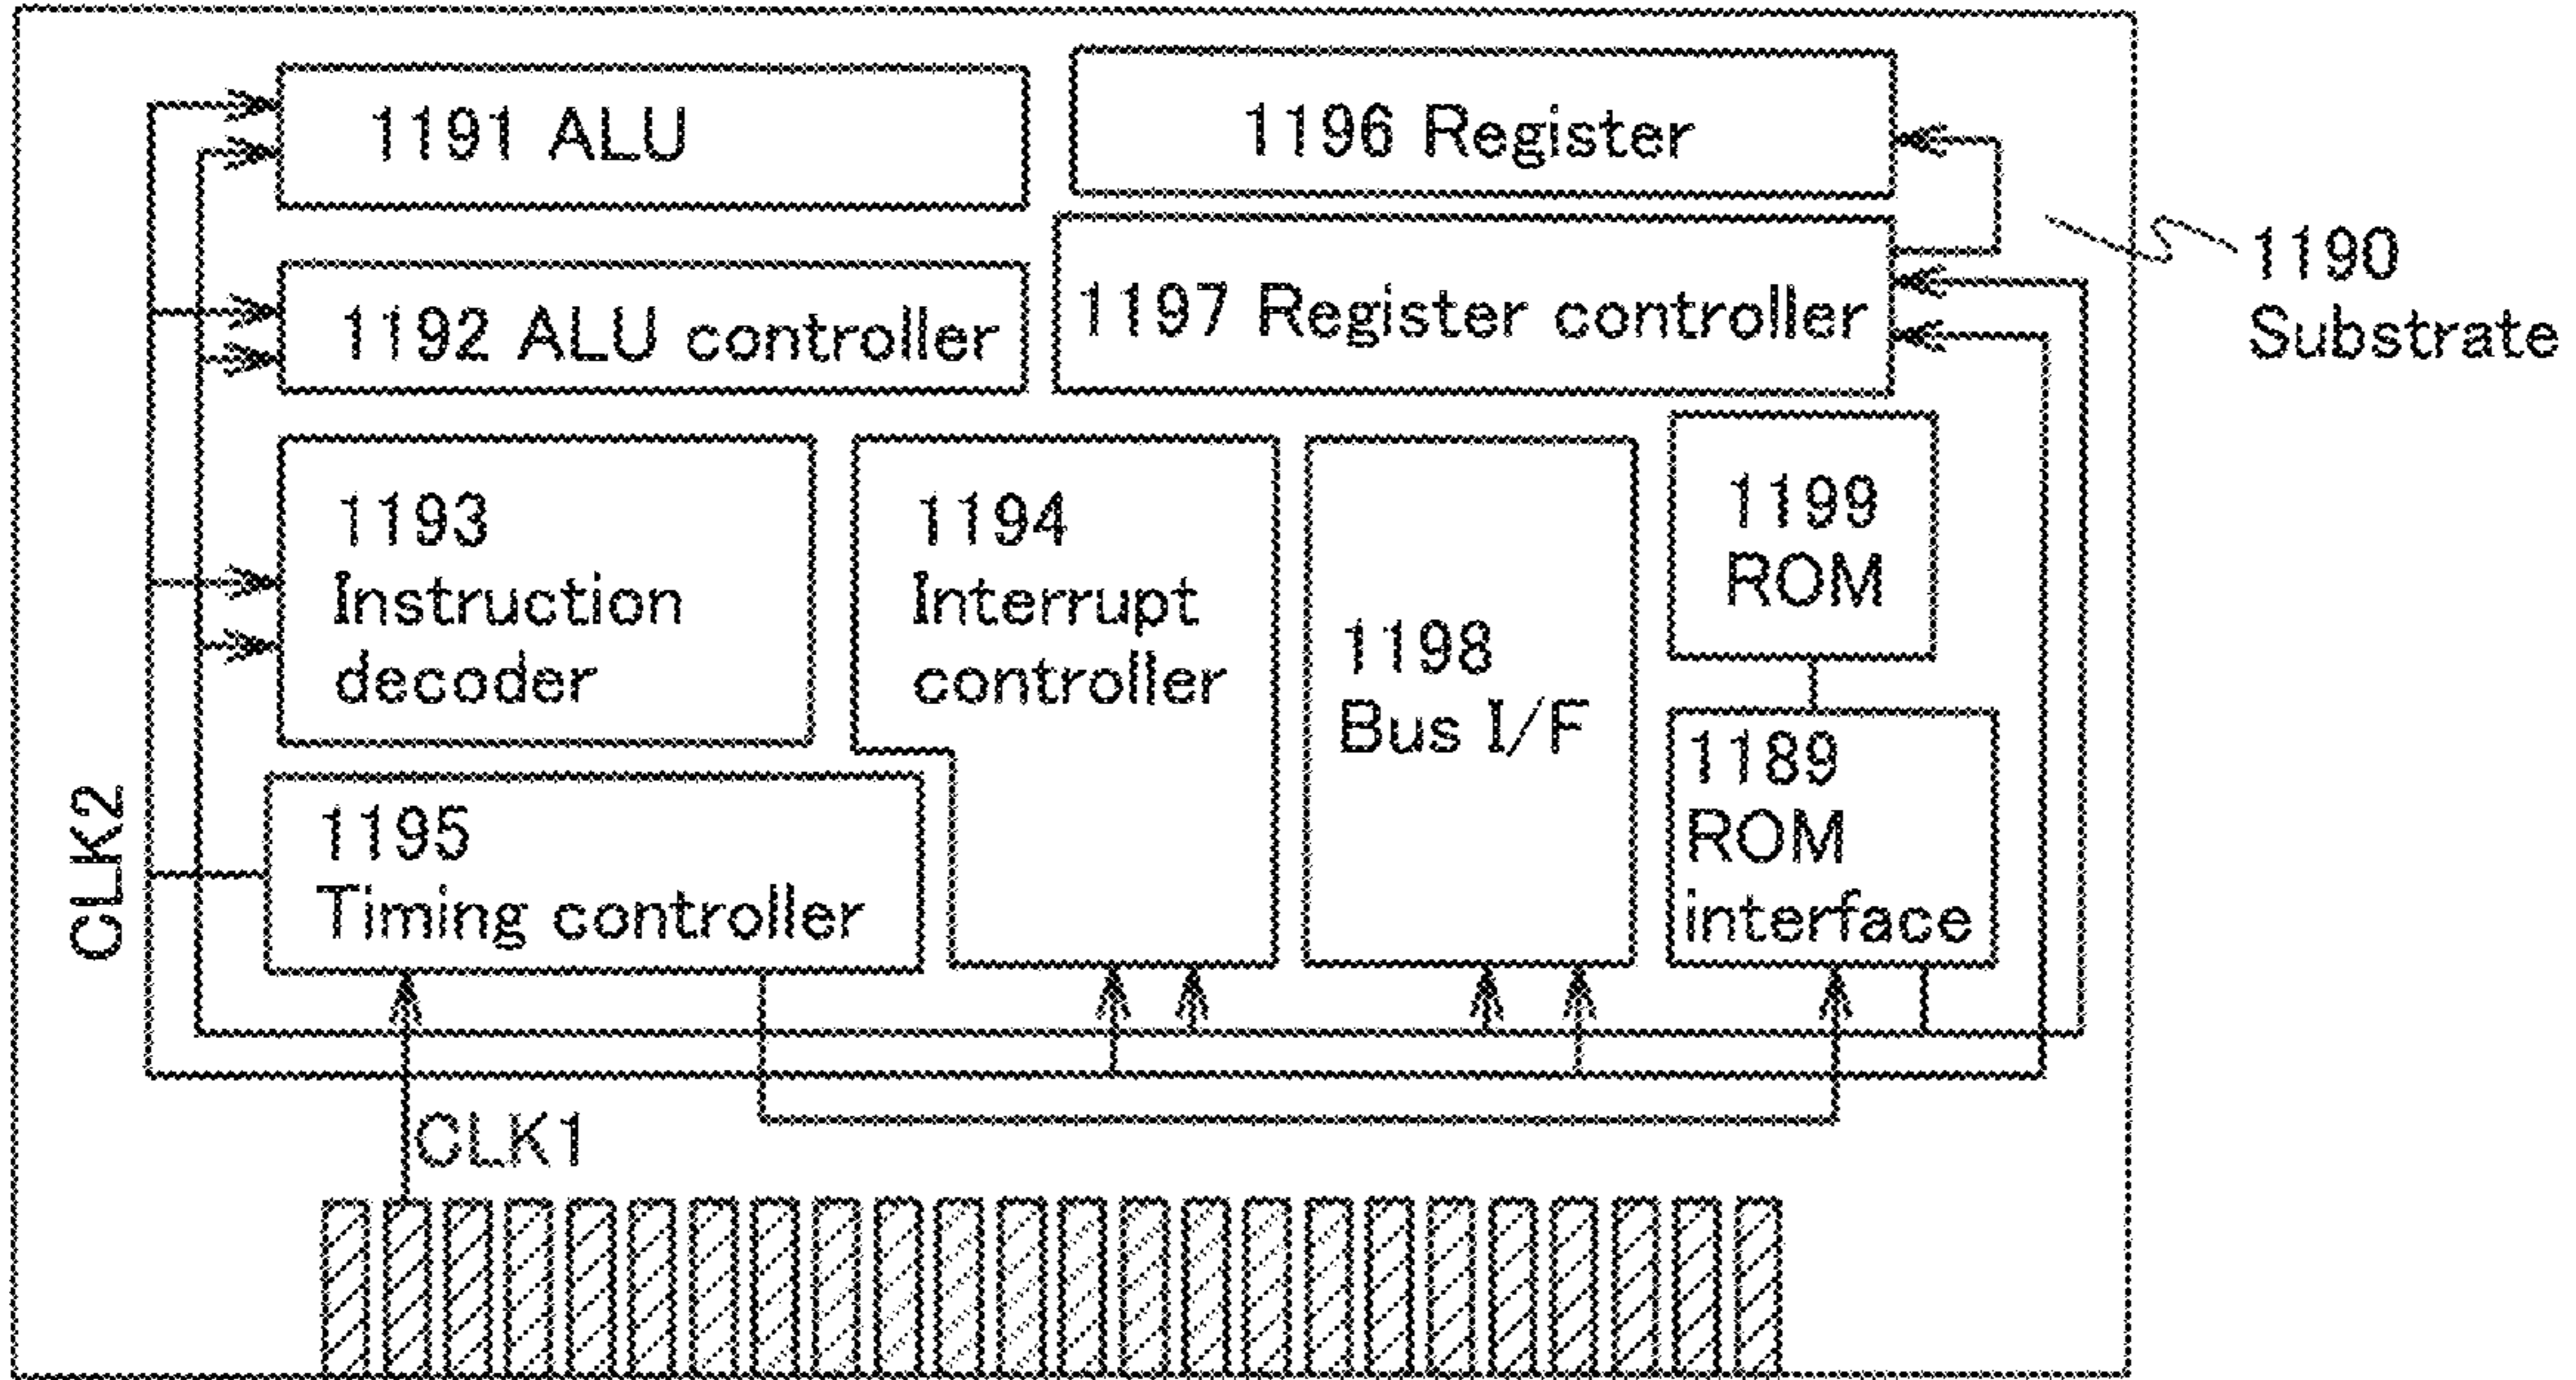 1191 ALU
1196 Register
1190
Substrate
1192 ALU controller
1197 Register controller
1193
Instruction
decoder
1194
Interrupt
controller
1198
Bus I/F
1199
ROM
1189
ROM
interface
1195
Timing controller
CLK2
CLK1